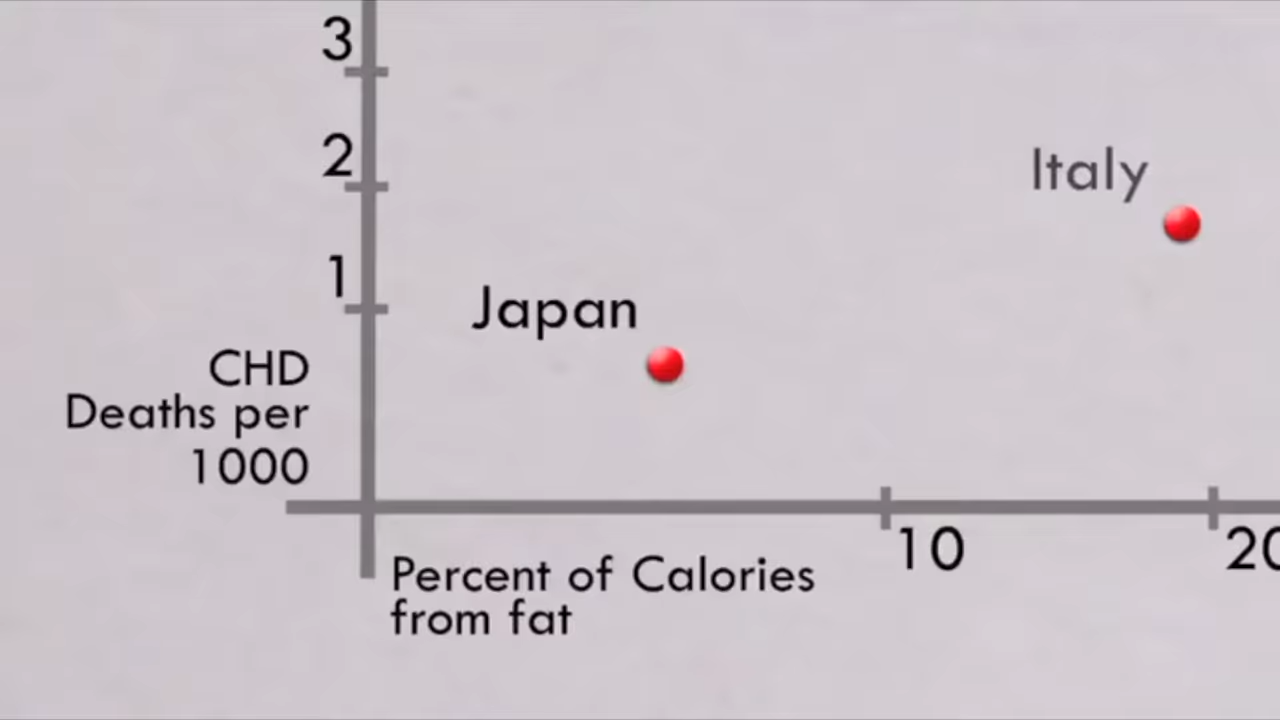 3
2
Italy
1
Japan
CHD
Deaths per
1000
10
20
Percent of Calories
from fat